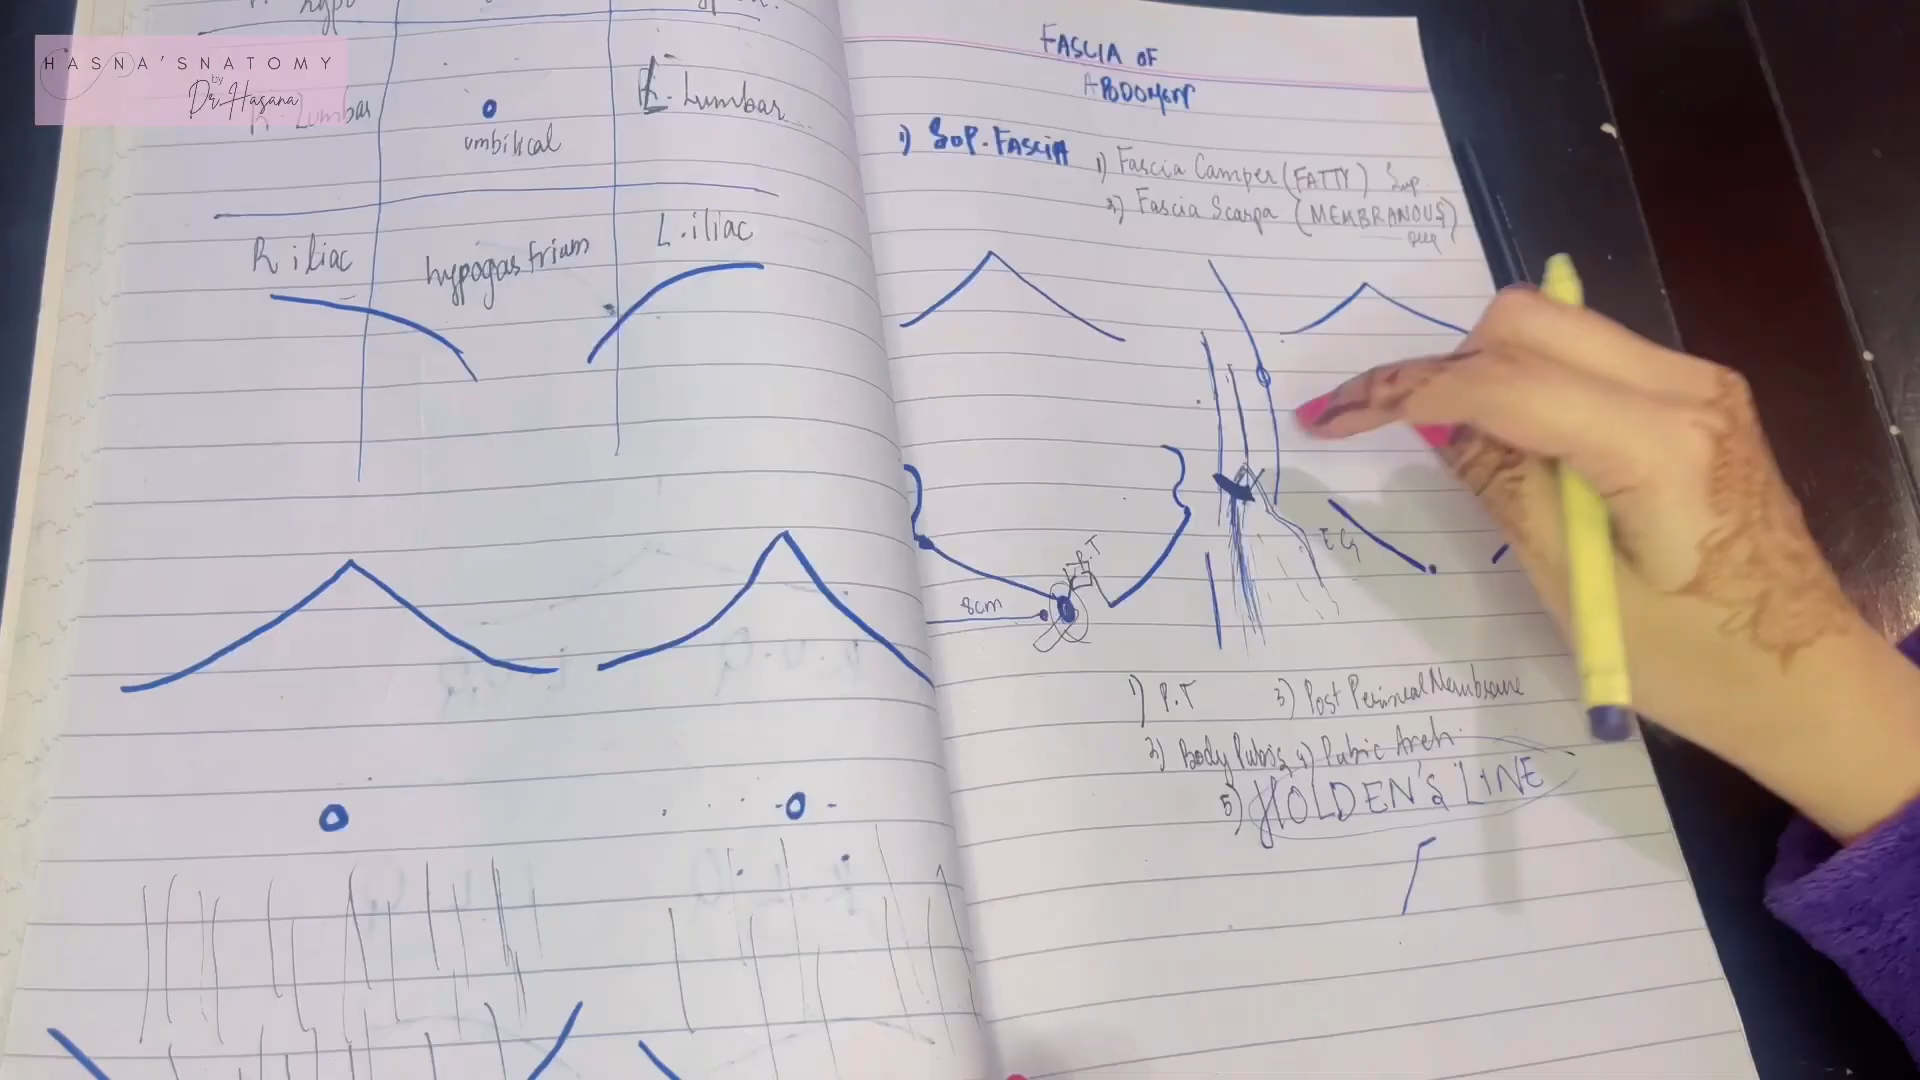 HASNA'SNATOMY
by
Dr.Hasana
R. Lumbar
umbilical
L. Lumbar
R iliac
hypogastrium
L. iliac
FASCIA OF
ABDOMEN
1) SUP. FASCIA
1) Fascia Camper (FATTY) Sup.
2) Fascia Scarpa (MEMBRANOUS)
deep
P.T
8cm
1) P.T 3) Post Perineal Membrane
2) Body Pubis 4) Pubic Arch
5) HOLDEN'S LINE